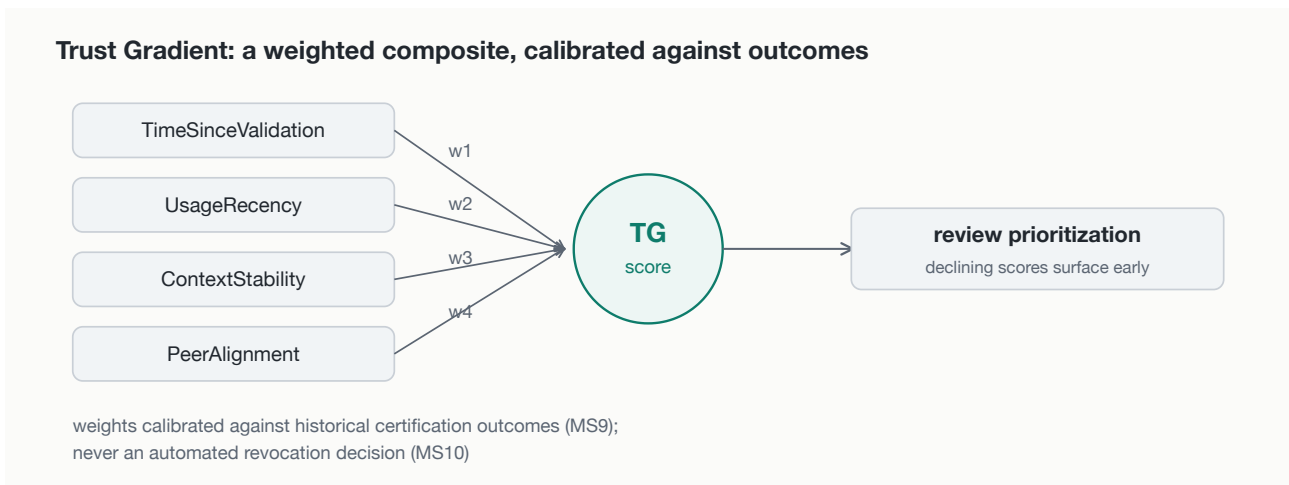 Trust Gradient: a weighted composite, calibrated against outcomes
TimeSinceValidation
w1
UsageRecency
w2
ContextStability
w3
PeerAlignment
w4
TG
score
review prioritization
declining scores surface early
weights calibrated against historical certification outcomes (MS9);
never an automated revocation decision (MS10)